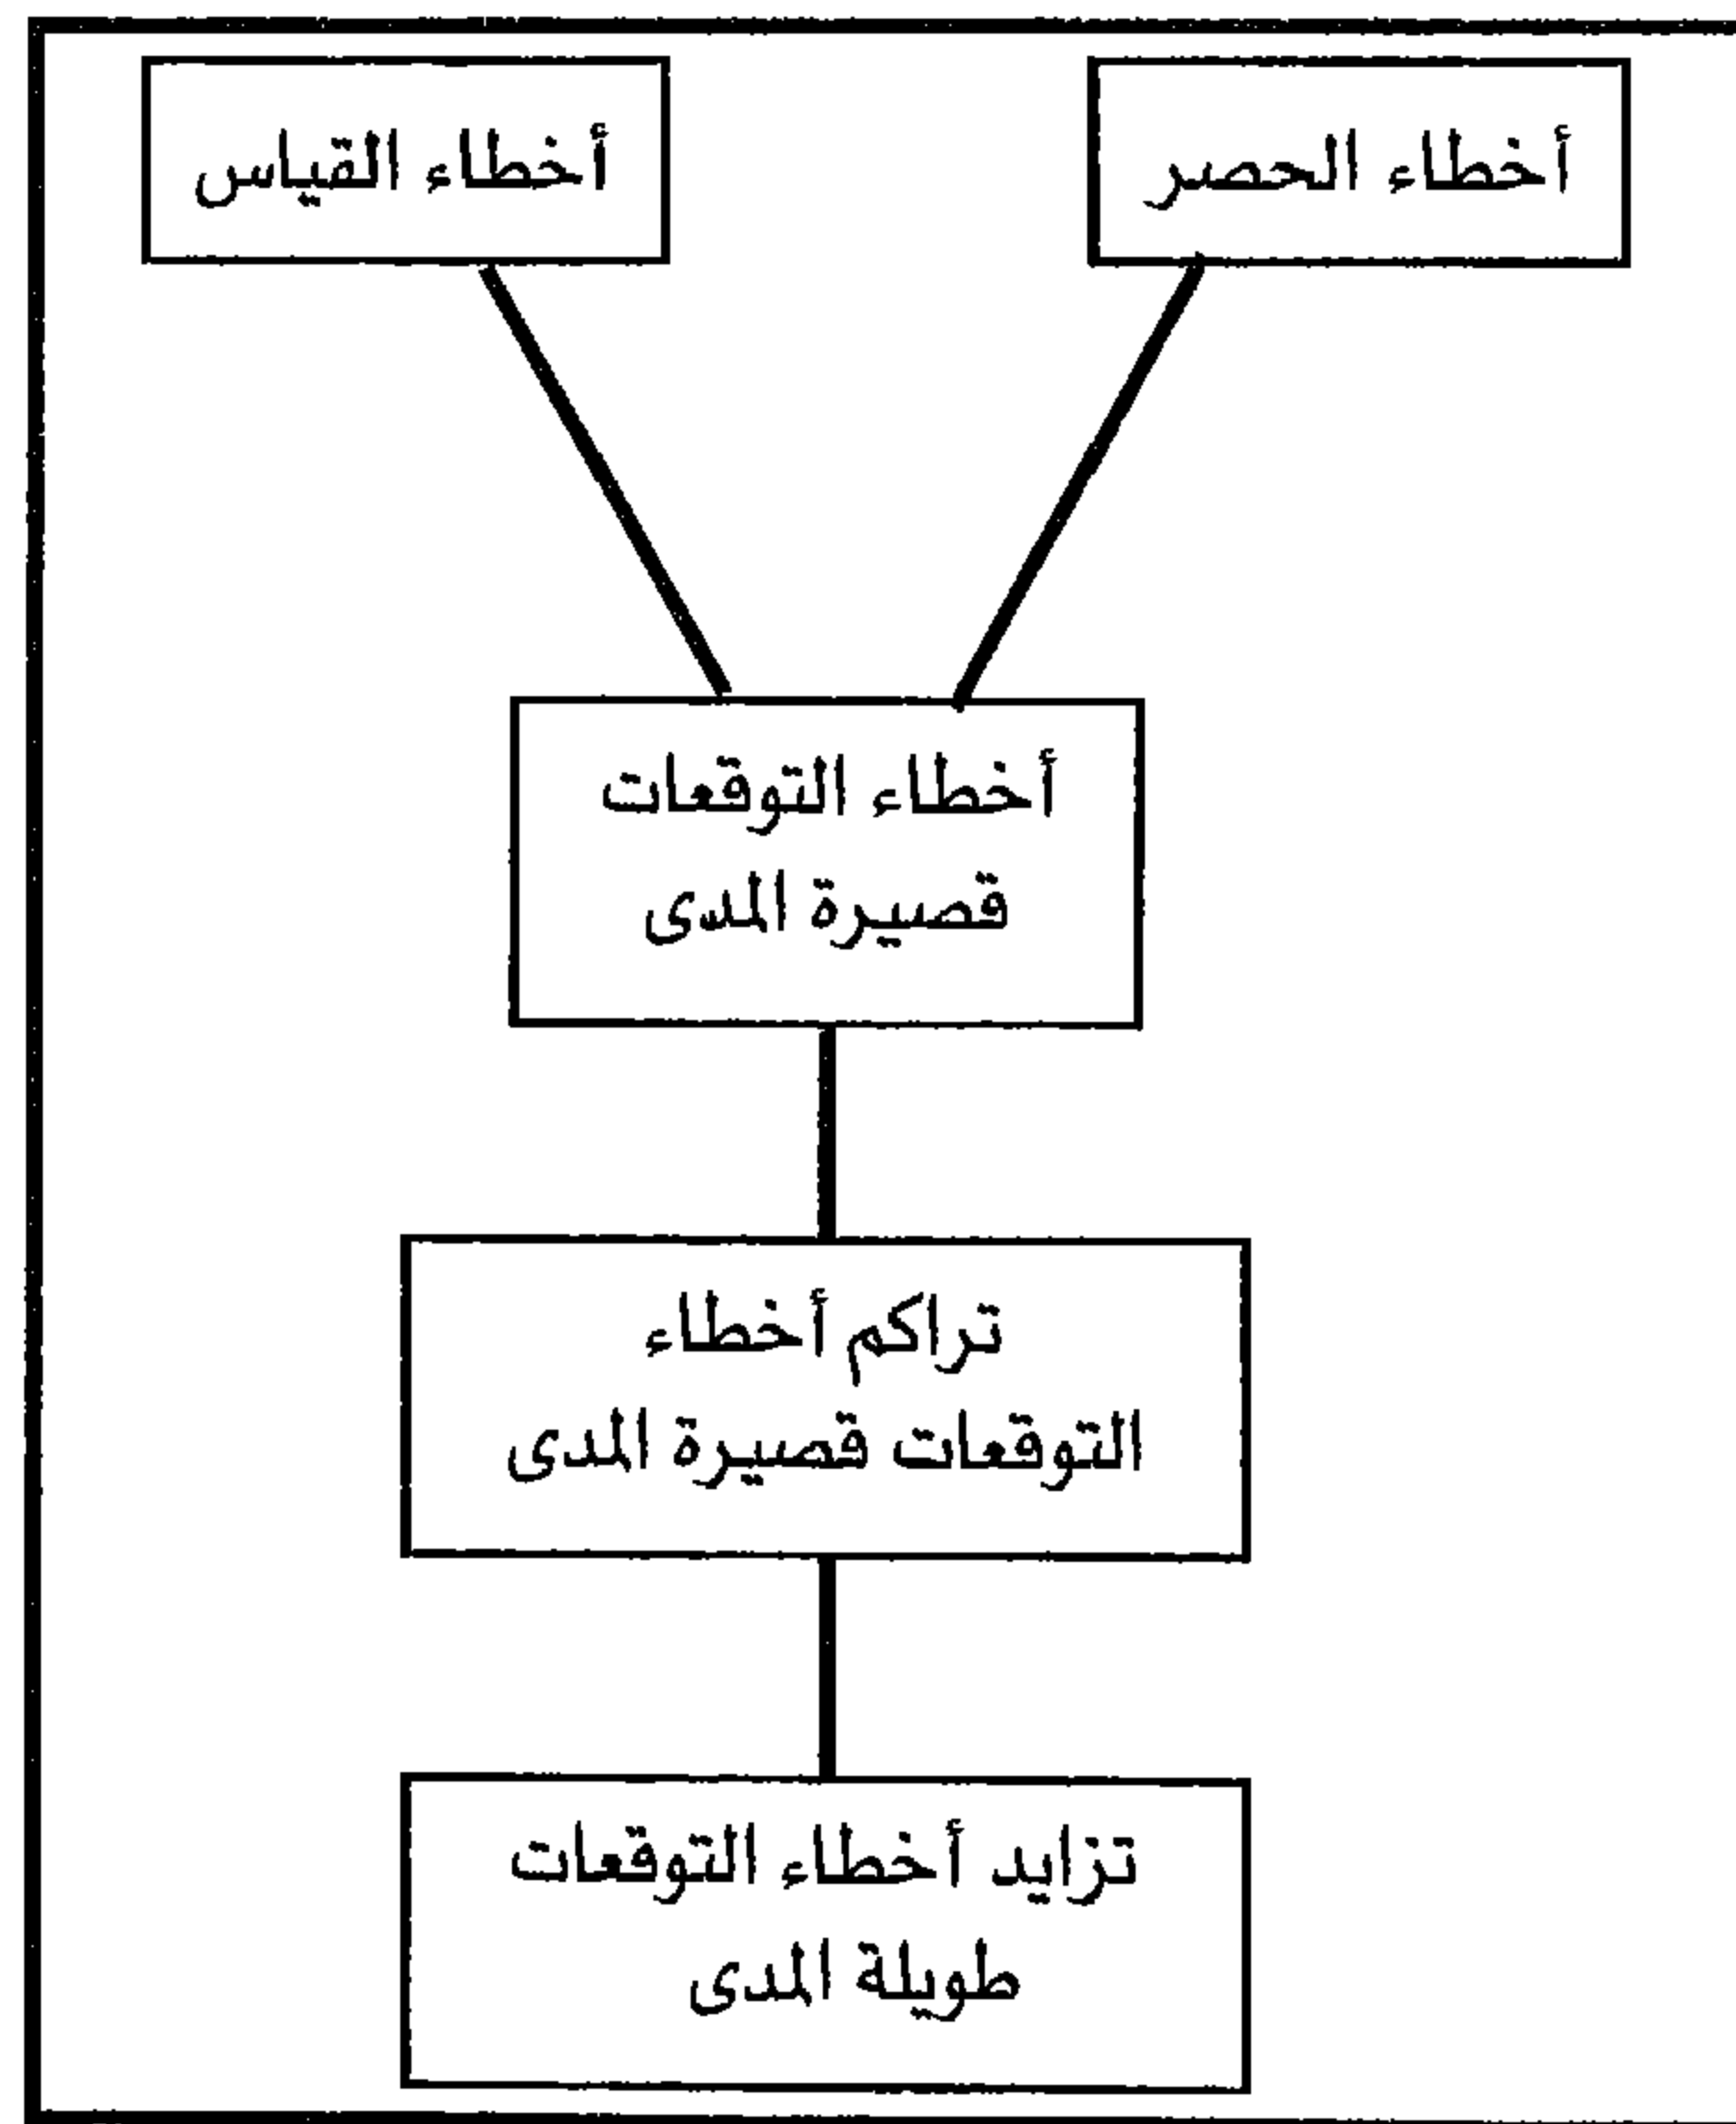 أخطاء الحصر
أخطاء القياس
أخطاء التوقعات
قصيرة المدى
تراكم أخطاء
التوقعات قصيرة المدى
تزايد أخطاء التوقعات
طويلة المدى